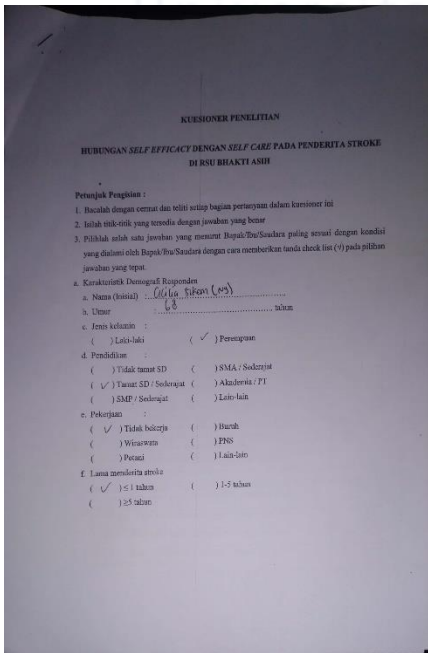 KUESIONER PENELITIAN
HUBUNGAN SELF EFFICACY DENGAN SELF CARE PADA PENDERITA STROKE
DI RSU BHAKTI ASIH
Petunjuk Pengisian :
1. Bacalah dengan cermat dan teliti setiap bagian pertanyaan dalam kuesioner ini
2. Isilah titik-titik yang tersedia dengan jawaban yang benar
3. Pilihlah salah satu jawaban yang menurut Bapak/Ibu/Saudara paling sesuai dengan kondisi
yang dialami oleh Bapak/Ibu/Saudara dengan cara memberikan tanda check list (√) pada pilihan
jawaban yang tepat.
a. Karakteristik Demografi Responden
a. Nama (Initial) : (Ny)
b. Umur : 68 tahun
c. Jenis kelamin :
( ) Laki-laki ( ✓ ) Perempuan
d. Pendidikan :
( ) Tidak tamat SD ( ) SMA / Sederajat
( ✓ ) Tamat SD / Sederajat ( ) Akademis / PT
( ) SMP / Sederajat ( ) Lain-lain
e. Pekerjaan :
( ✓ ) Tidak bekerja ( ) Buruh
( ) Wiraswata ( ) PNS
( ) Petani ( ) Lain-lain
f. Lama menderita stroke
( ✓ ) ≤ 1 tahun ( ) 1-5 tahun
( ) ≥5 tahun